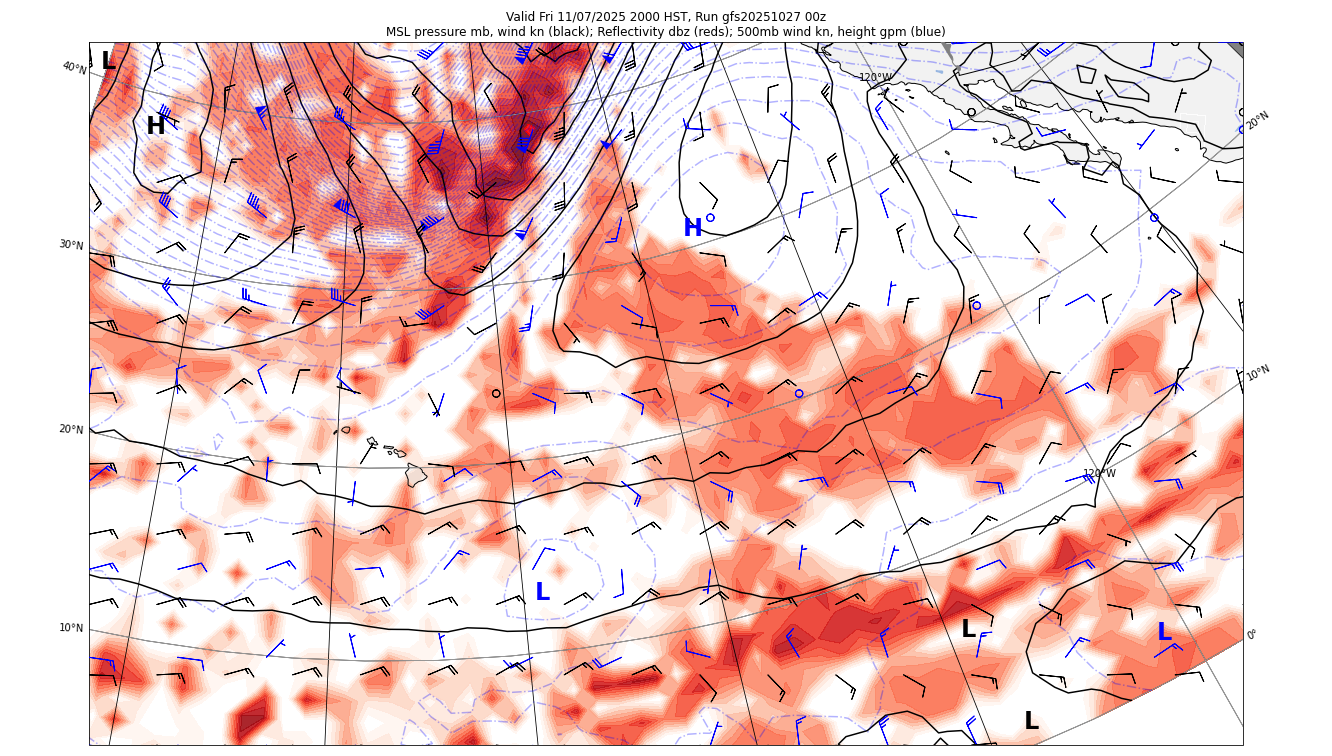 Valid Fri 11/07/2025 2000 HST, Run gfs20251027 00z
MSL pressure mb, wind kn (black); Reflectivity dbz (reds); 500mb wind kn, height gpm (blue)
L
40°N
120°W
H
20°N
H
30°N
10°N
20°N
120°W
L
10°N
L
L
0°
L